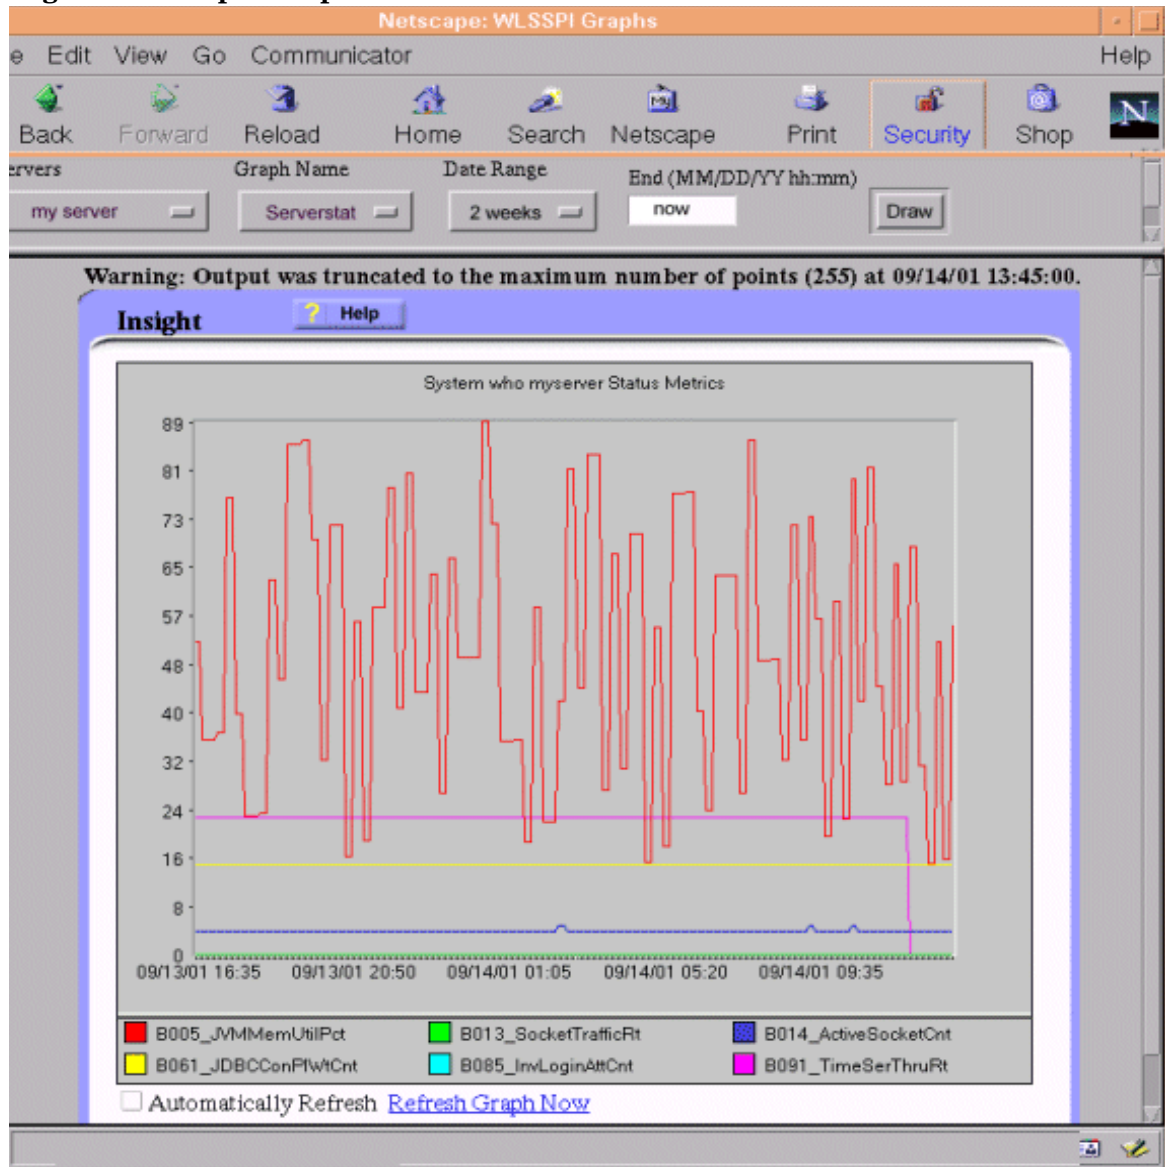 Netscape: WLSSPI Graphs
e Edit View Go Communicator Help
Back Forward Reload Home Search Netscape Print Security Shop
My
N
ervers Graph Name Date Range End (MM/DD/YY hh:mm)
my server Serverstat 2 weeks now Draw
Warning: Output was truncated to the maximum number of points (255) at 09/14/01 13:45:00.
Insight ? Help
System who myserver Status Metrics
89
81
73
65
57
48
40
32
24
16
8
0
09/13/01 16:35 09/13/01 20:50 09/14/01 01:05 09/14/01 05:20 09/14/01 09:35
B005_JVMMemUtilPct B013_SocketTrafficRt B014_ActiveSocketCnt
B061_JDBCConPlWtCnt B085_InvLoginAttCnt B091_TimeSerThruRt
Automatically Refresh Refresh Graph Now